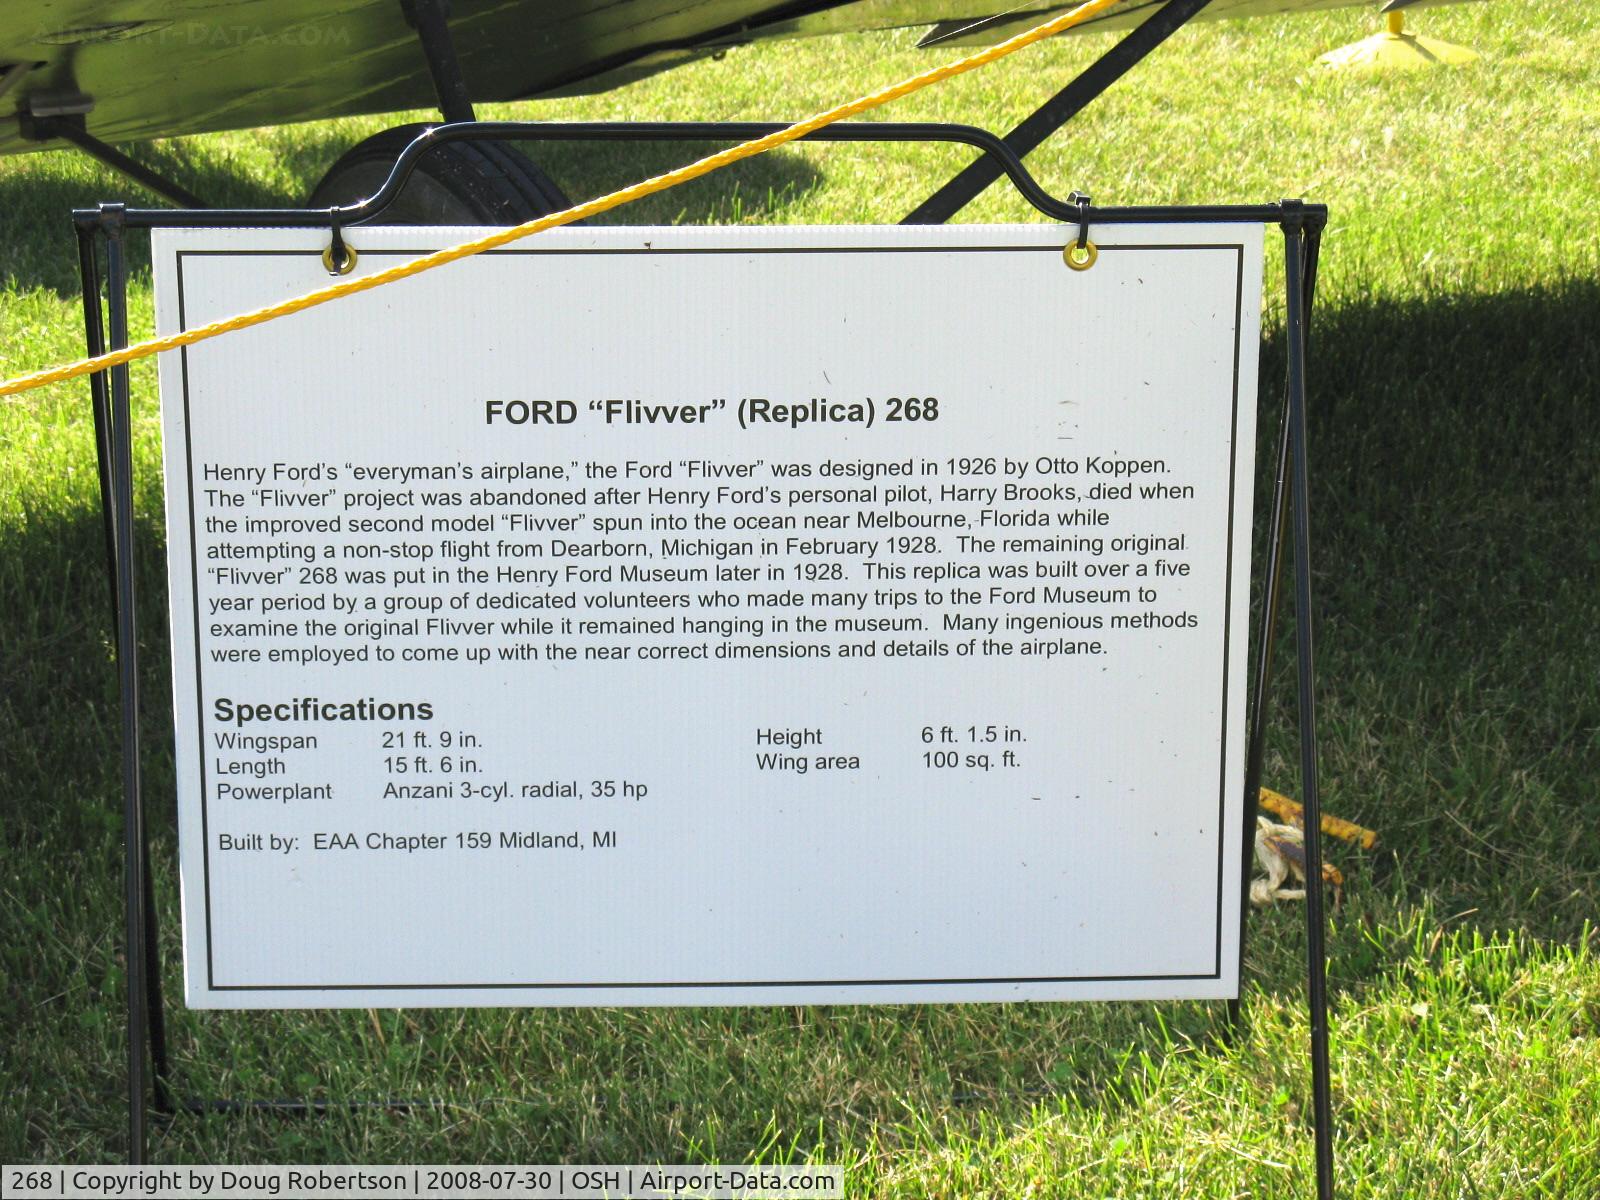 AIRPORT-DATA.COM
FORD “Flivver” (Replica) 268
Henry Ford’s “everyman’s airplane,” the Ford “Flivver” was designed in 1926 by Otto Koppen.
The “Flivver” project was abandoned after Henry Ford’s personal pilot, Harry Brooks, died when
the improved second model “Flivver” spun into the ocean near Melbourne, Florida while
attempting a non-stop flight from Dearborn, Michigan in February 1928. The remaining original
“Flivver” 268 was put in the Henry Ford Museum later in 1928. This replica was built over a five
year period by a group of dedicated volunteers who made many trips to the Ford Museum to
examine the original Flivver while it remained hanging in the museum. Many ingenious methods
were employed to come up with the near correct dimensions and details of the airplane.
Specifications
Wingspan 21 ft. 9 in. Height 6 ft. 1.5 in.
Length 15 ft. 6 in. Wing area 100 sq. ft.
Powerplant Anzani 3-cyl. radial, 35 hp
Built by: EAA Chapter 159 Midland, MI
268 | Copyright by Doug Robertson | 2008-07-30 | OSH | Airport-Data.com